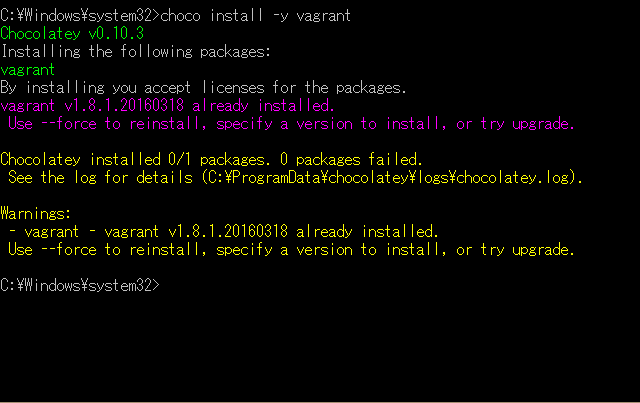 C:¥Windows¥system32>choco install -y vagrant
Chocolatey v0.10.3
Installing the following packages:
vagrant
By installing you accept licenses for the packages.
vagrant v1.8.1.20160318 already installed.
Use --force to reinstall, specify a version to install, or try upgrade.
Chocolatey installed 0/1 packages. 0 packages failed.
See the log for details (C:¥ProgramData¥chocolatey¥logs¥chocolatey.log).
Warnings:
- vagrant - vagrant v1.8.1.20160318 already installed.
Use --force to reinstall, specify a version to install, or try upgrade.
C:¥Windows¥system32>